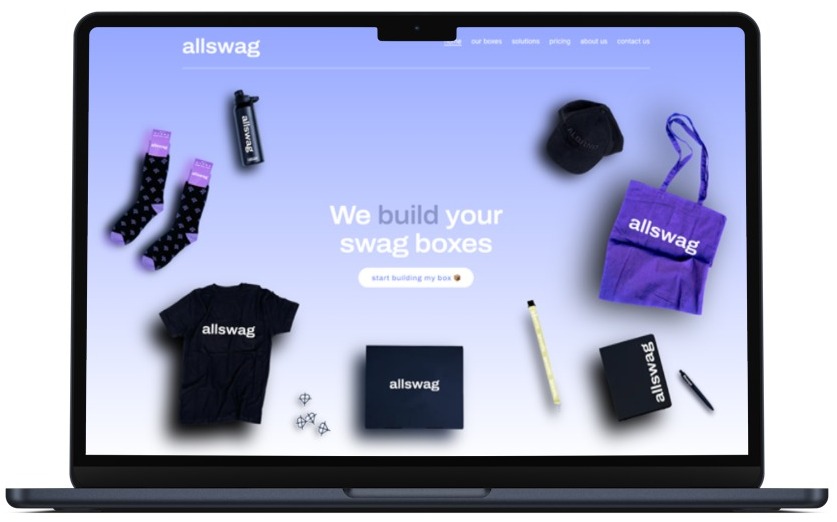 allswag
our boxes solutions pricing about us contact us
allswag
allswag
We build your
swag boxes
start building my box
allswag
allswag
allswag
allswag